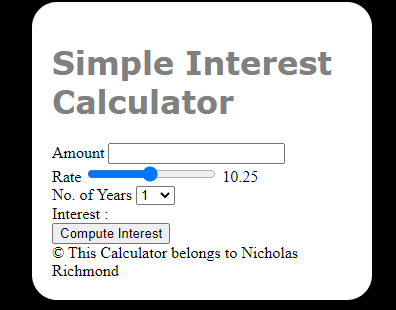 Simple Interest
Calculator
Amount
Rate 10.25
No. of Years 1
Interest :
Compute Interest
© This Calculator belongs to Nicholas
Richmond